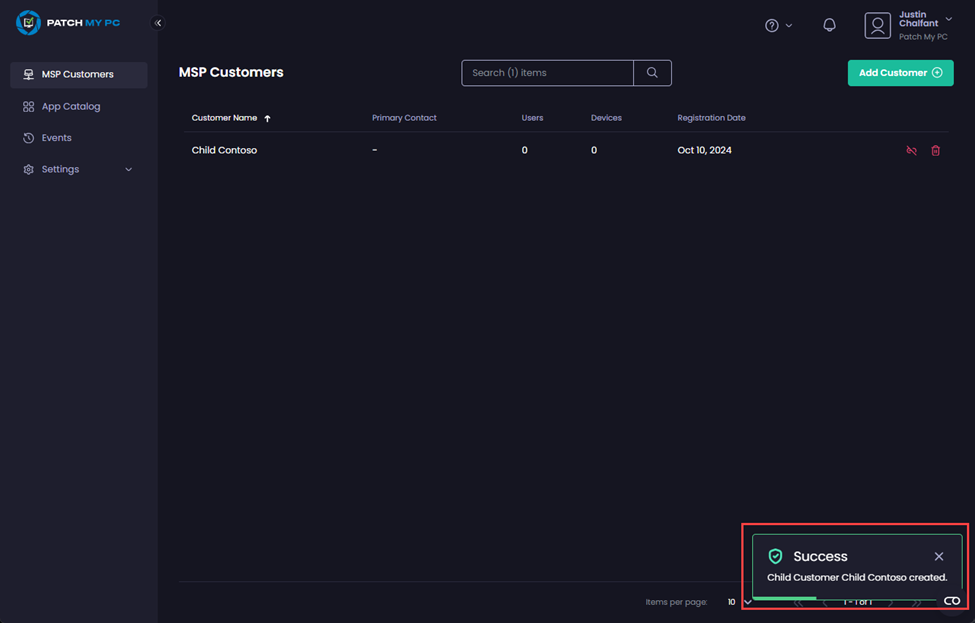 PATCH MY PC
Justin
Chalfant
Patch My PC
MSP Customers
App Catalog
Events
Settings
MSP Customers
Search (1) items
Add Customer
Customer Name
Primary Contact
Users
Devices
Registration Date
Child Contoso
-
0
0
Oct 10, 2024
Success
Child Customer Child Contoso created.
Items per page:
10
1 - 1 of 1